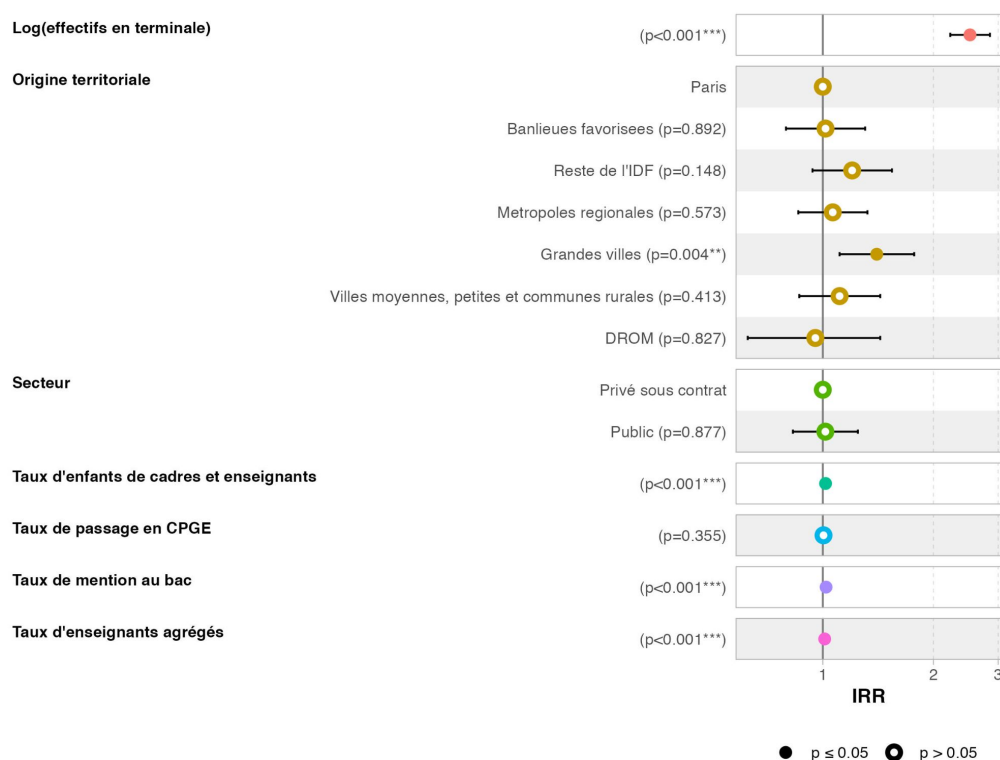 Log(effectifs en terminale)
(p<0.001***)
Origine territoriale
Paris
Banlieues favorisees (p=0.892)
Reste de l'IDF (p=0.148)
Metropoles regionales (p=0.573)
Grandes villes (p=0.004**)
Villes moyennes, petites et communes rurales (p=0.413)
DROM (p=0.827)
Secteur
Privé sous contrat
Public (p=0.877)
Taux d'enfants de cadres et enseignants
(p<0.001***)
Taux de passage en CPGE
(p=0.355)
Taux de mention au bac
(p<0.001***)
Taux d'enseignants agrégés
(p<0.001***)
1 2 3
IRR
p ≤ 0.05 p > 0.05